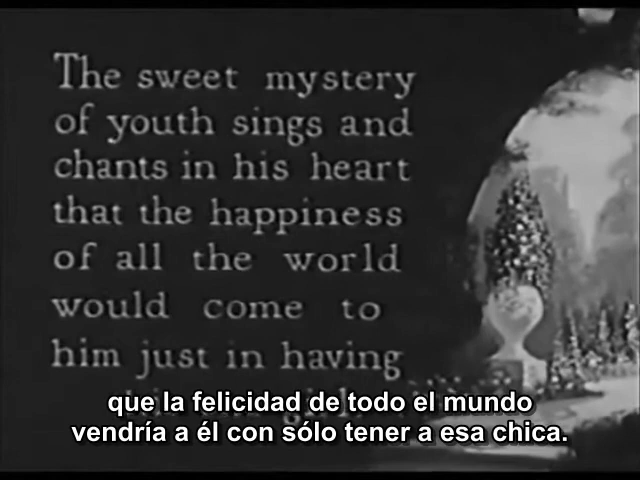 The sweet mystery
of youth sings and
chants in his heart
that the happiness
of all the world
would come to
him just in having
que la felicidad de todo el mundo
vendría a él con sólo tener a esa chica.